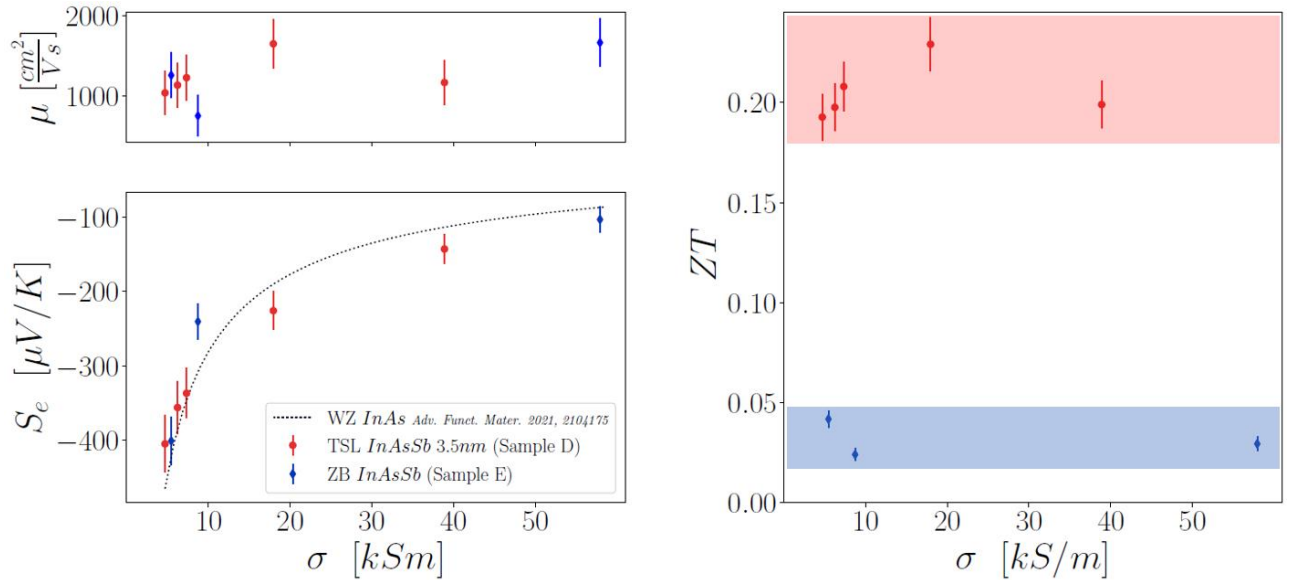 2000
1000
μ [cm²/Vs]
−100
−200
−300
−400
S_e [μV/K]
WZ InAs Adv. Funct. Mater. 2021, 2104175
TSL InAsSb 3.5nm (Sample D)
ZB InAsSb (Sample E)
10 20 30 40 50
σ [kSm]
0.20
0.15
0.10
0.05
0.00
ZT
10 20 30 40 50
σ [kS/m]